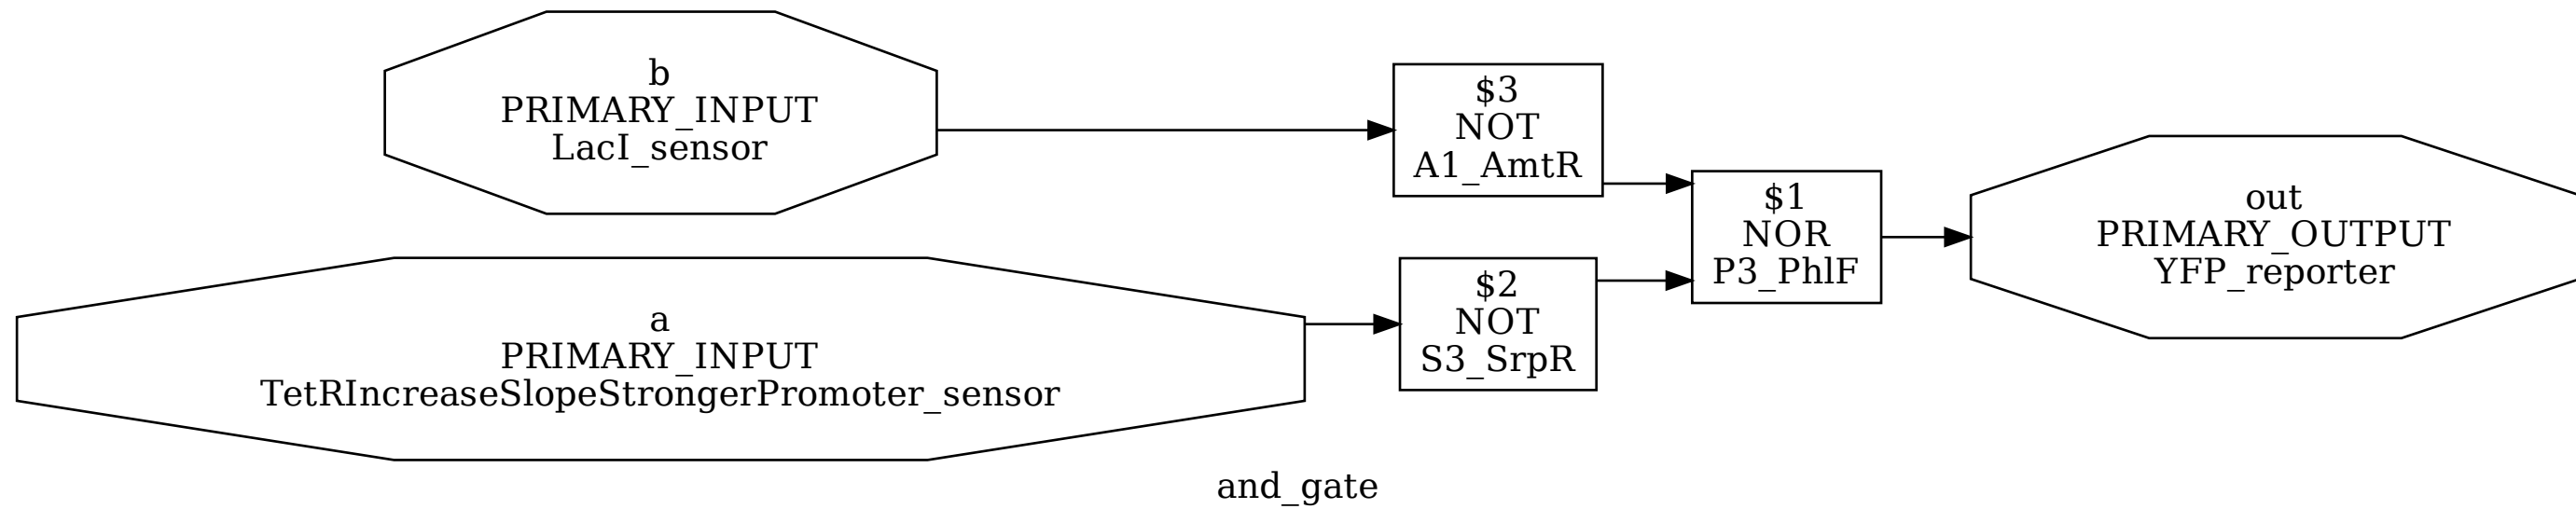 b
PRIMARY_INPUT
LacI_sensor
$3
NOT
A1_AmtR
$1
NOR
P3_PhlF
out
PRIMARY_OUTPUT
YFP_reporter
a
PRIMARY_INPUT
TetRIncreaseSlopeStrongerPromoter_sensor
$2
NOT
S3_SrpR
and_gate